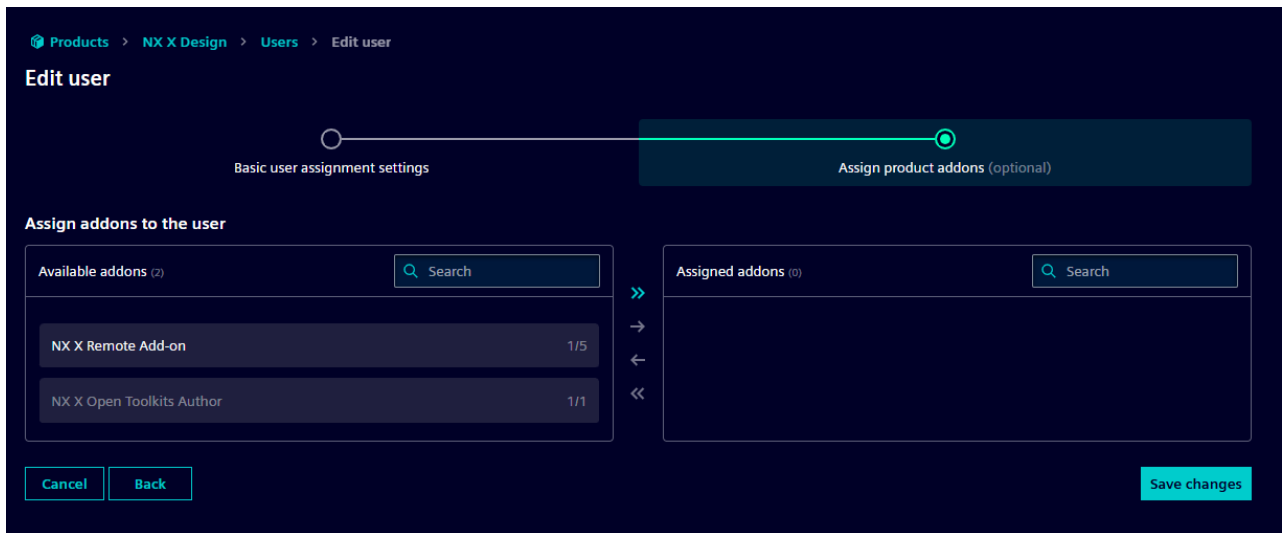 Products > NX X Design > Users > Edit user
Edit user
Basic user assignment settings
Assign product addons (optional)
Assign addons to the user
Available addons (2)
Search
NX X Remote Add-on 1/5
NX X Open Toolkits Author 1/1
Assigned addons (0)
Search
Cancel
Back
Save changes